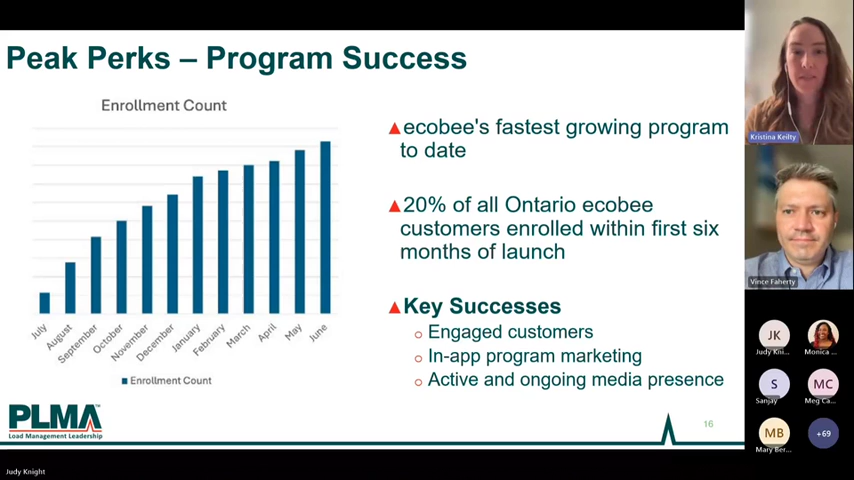 Peak Perks – Program Success
Enrollment Count
July
August
September
October
November
December
January
February
March
April
May
June
Enrollment Count
▲ecobee's fastest growing program
to date
▲20% of all Ontario ecobee
customers enrolled within first six
months of launch
▲Key Successes
○ Engaged customers
○ In-app program marketing
○ Active and ongoing media presence
PLMA™
Load Management Leadership
16
Judy Knight
Kristina Keilty
Vince Faherty
JK
Judy Kni...
Monica ...
S
Sanjay
MC
Meg Ca...
MB
Mary Ber...
+69